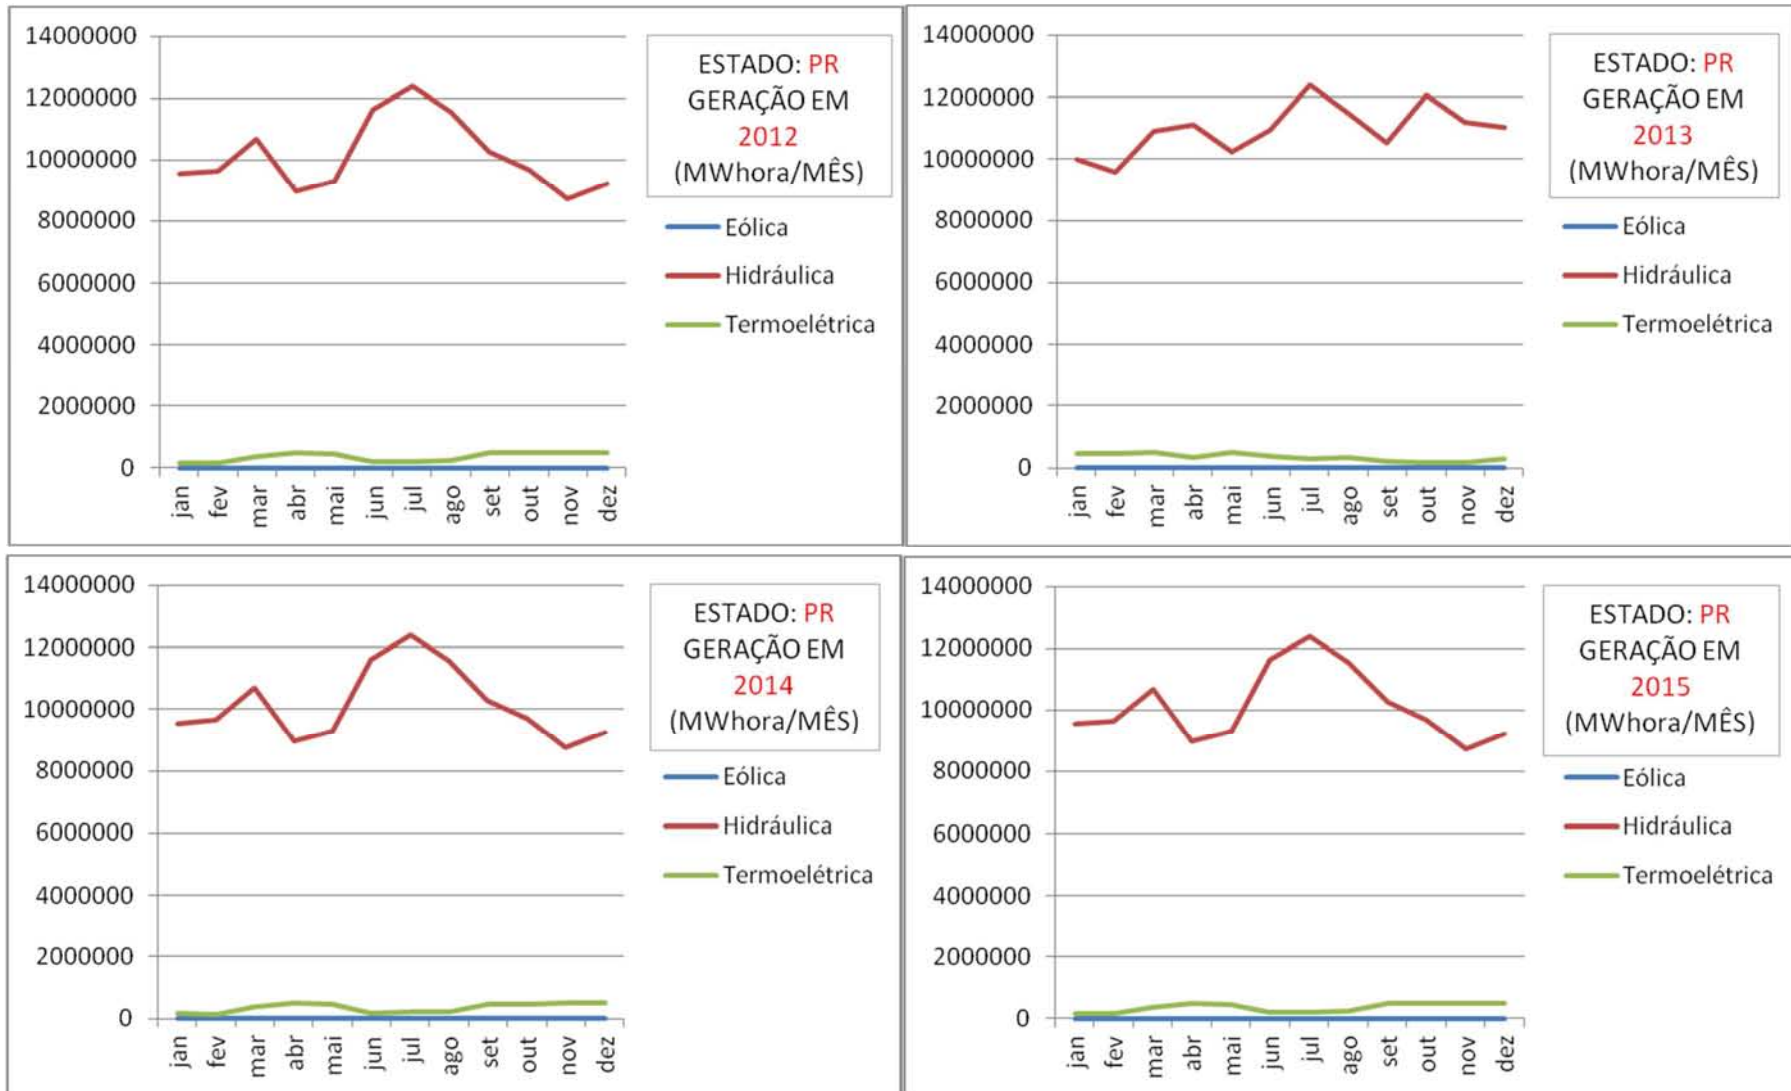 14000000
12000000
10000000
8000000
6000000
4000000
2000000
0
jan
fev
mar
abr
mai
jun
jul
ago
set
out
nov
dez
ESTADO: PR
GERAÇÃO EM
2012
(MWhora/MÊS)
Eólica
Hidráulica
Termoelétrica
14000000
12000000
10000000
8000000
6000000
4000000
2000000
0
jan
fev
mar
abr
mai
jun
jul
ago
set
out
nov
dez
ESTADO: PR
GERAÇÃO EM
2013
(MWhora/MÊS)
Eólica
Hidráulica
Termoelétrica
14000000
12000000
10000000
8000000
6000000
4000000
2000000
0
jan
fev
mar
abr
mai
jun
jul
ago
set
out
nov
dez
ESTADO: PR
GERAÇÃO EM
2014
(MWhora/MÊS)
Eólica
Hidráulica
Termoelétrica
14000000
12000000
10000000
8000000
6000000
4000000
2000000
0
jan
fev
mar
abr
mai
jun
jul
ago
set
out
nov
dez
ESTADO: PR
GERAÇÃO EM
2015
(MWhora/MÊS)
Eólica
Hidráulica
Termoelétrica